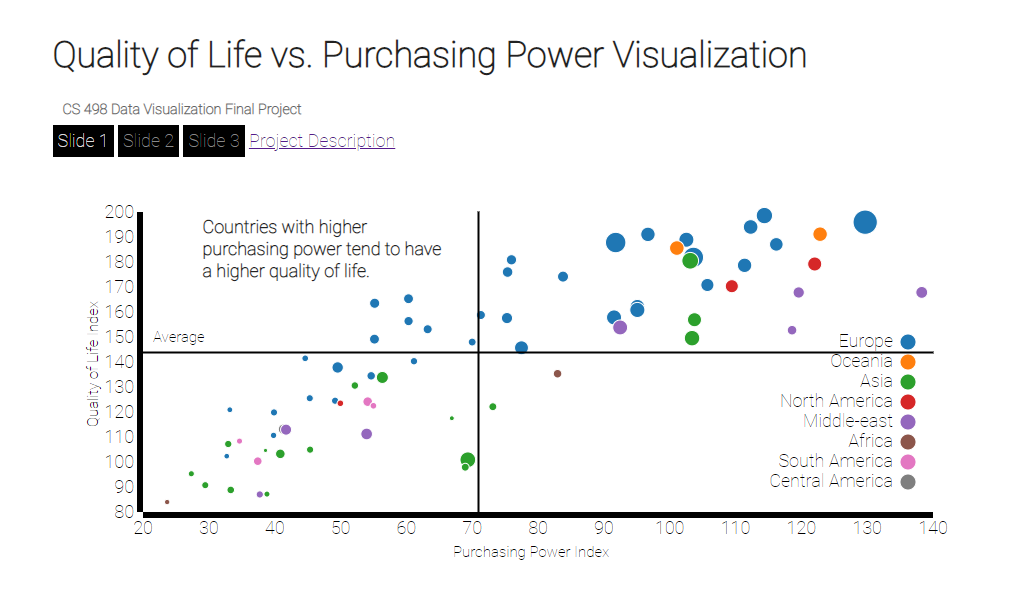 Quality of Life vs. Purchasing Power Visualization
CS 498 Data Visualization Final Project
Slide 1 Slide 2 Slide 3 Project Description
Countries with higher
purchasing power tend to have
a higher quality of life.
Average
Quality of Life Index
200
190
180
170
160
150
140
130
120
110
100
90
80
Europe
Oceania
Asia
North America
Middle-east
Africa
South America
Central America
20 30 40 50 60 70 80 90 100 110 120 130 140
Purchasing Power Index